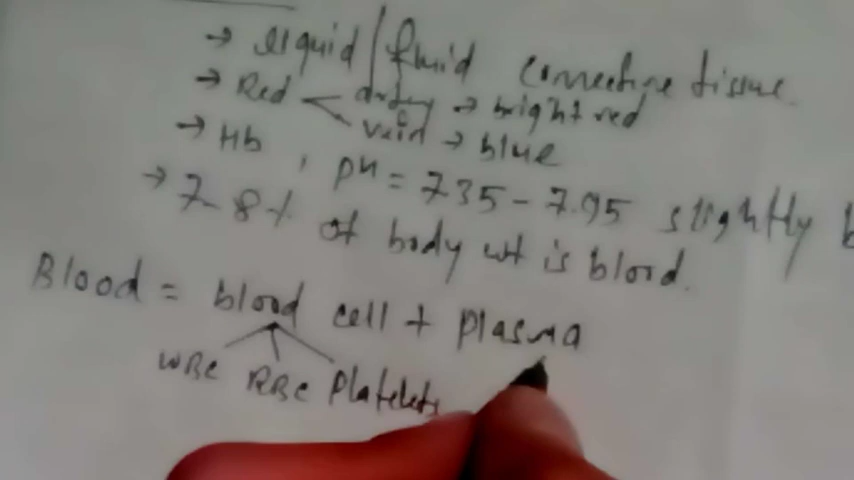 → liquid/fluid connective tissue.
→ Red < artery → bright red
vein → blue
→ Hb , pH = 7.35 - 7.95 slightly b
→ 7-8% of body wt is blood.
Blood = blood cell + plasma
WBC RBC Platelets